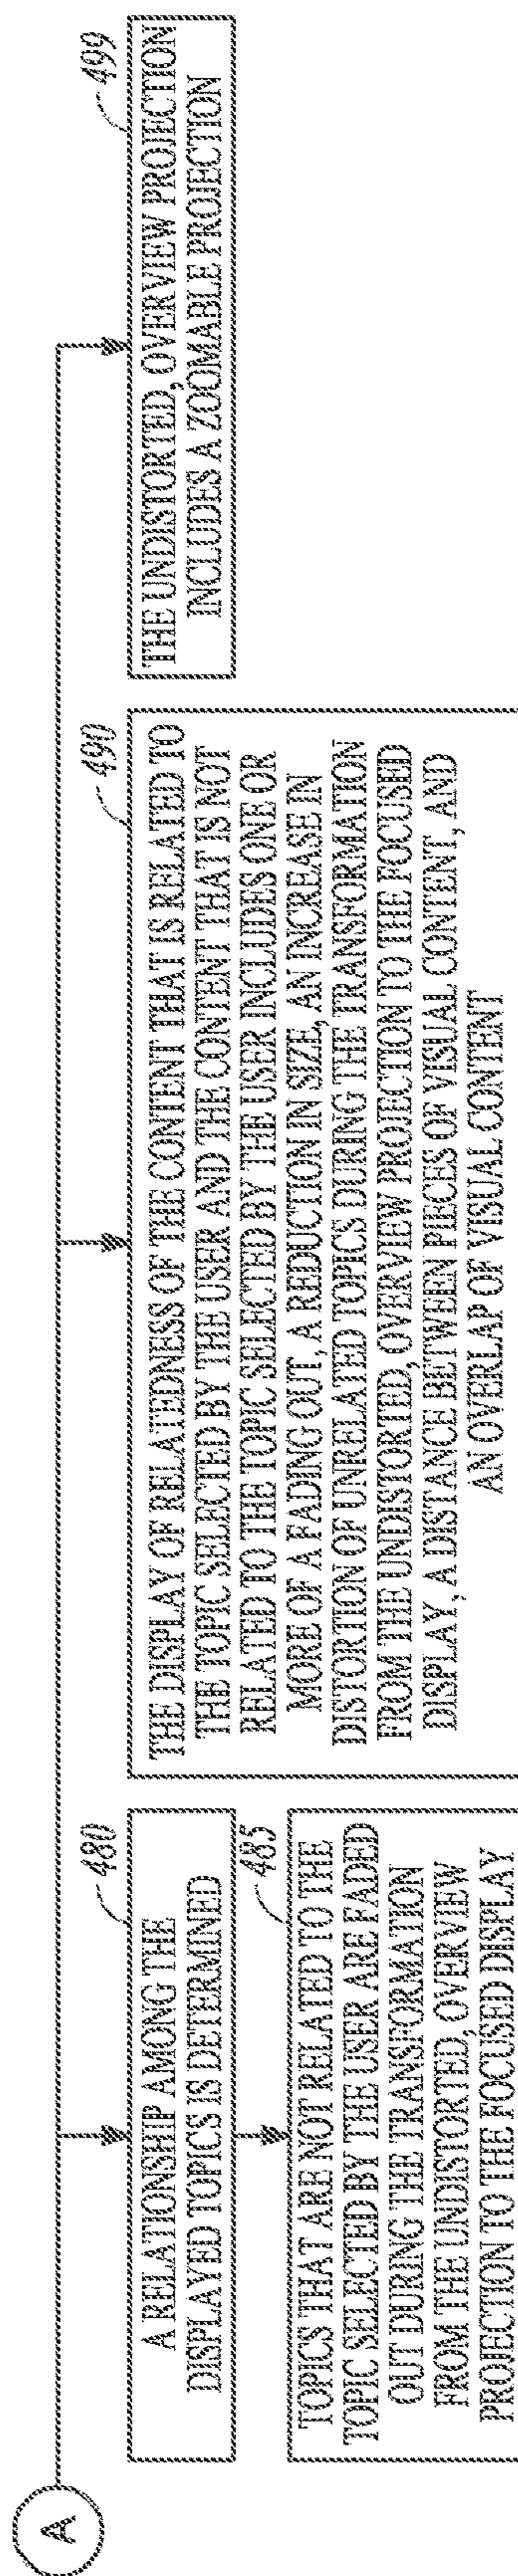 A
480
A RELATIONSHIP AMONG THE
DISPLAYED TOPICS IS DETERMINED
485
TOPICS THAT ARE NOT RELATED TO THE
TOPIC SELECTED BY THE USER ARE FADED
OUT DURING THE TRANSFORMATION
FROM THE UNDISTORTED, OVERVIEW
PROJECTION TO THE FOCUSED DISPLAY
490
THE DISPLAY OF RELATEDNESS OF THE CONTENT THAT IS RELATED TO
THE TOPIC SELECTED BY THE USER AND THE CONTENT THAT IS NOT
RELATED TO THE TOPIC SELECTED BY THE USER INCLUDES ONE OR
MORE OF A FADING OUT, A REDUCTION IN SIZE, AN INCREASE IN
DISTORTION OF UNRELATED TOPICS DURING THE TRANSFORMATION
FROM THE UNDISTORTED, OVERVIEW PROJECTION TO THE FOCUSED
DISPLAY, A DISTANCE BETWEEN PIECES OF VISUAL CONTENT, AND
AN OVERLAP OF VISUAL CONTENT
499
THE UNDISTORTED, OVERVIEW PROJECTION
INCLUDES A ZOOMABLE PROJECTION